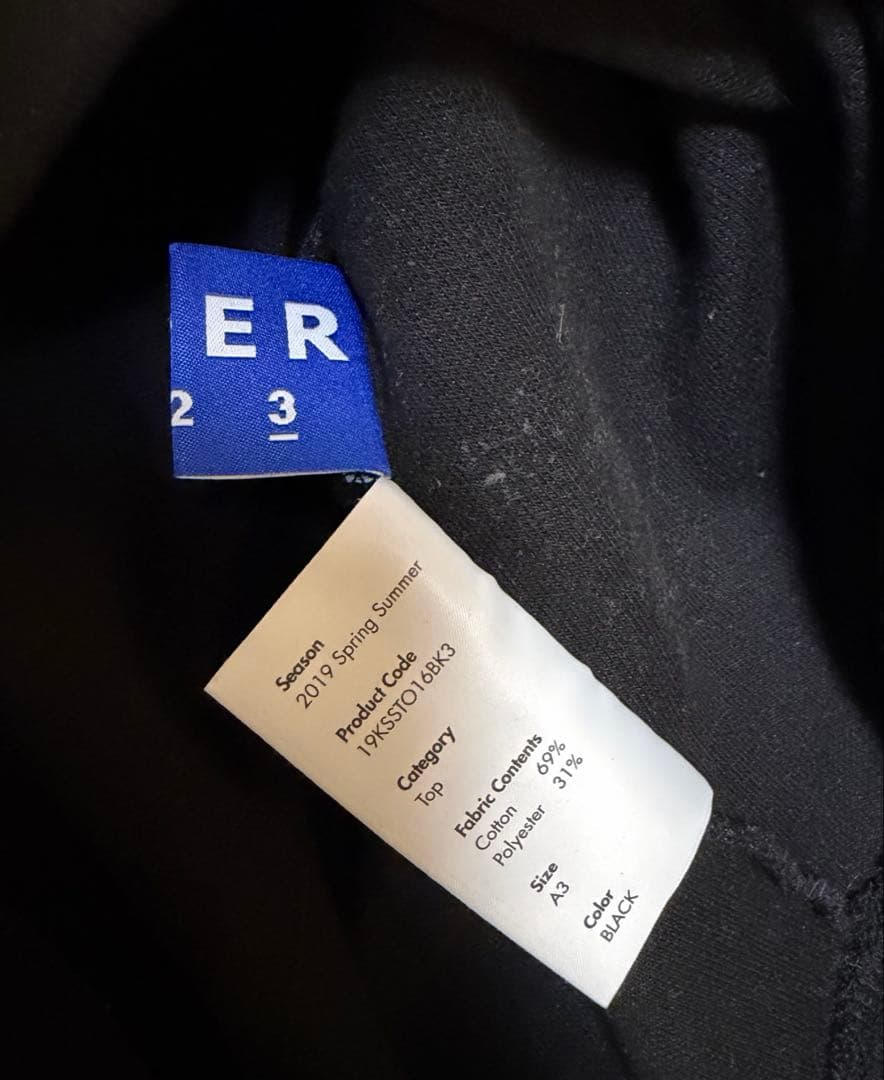 ER
2 3
Season
2019 Spring Summer
Product Code
19KSSTO16BK3
Category
Top
Fabric Contents
Cotton 69%
Polyester 31%
Size
A3
Color
BLACK